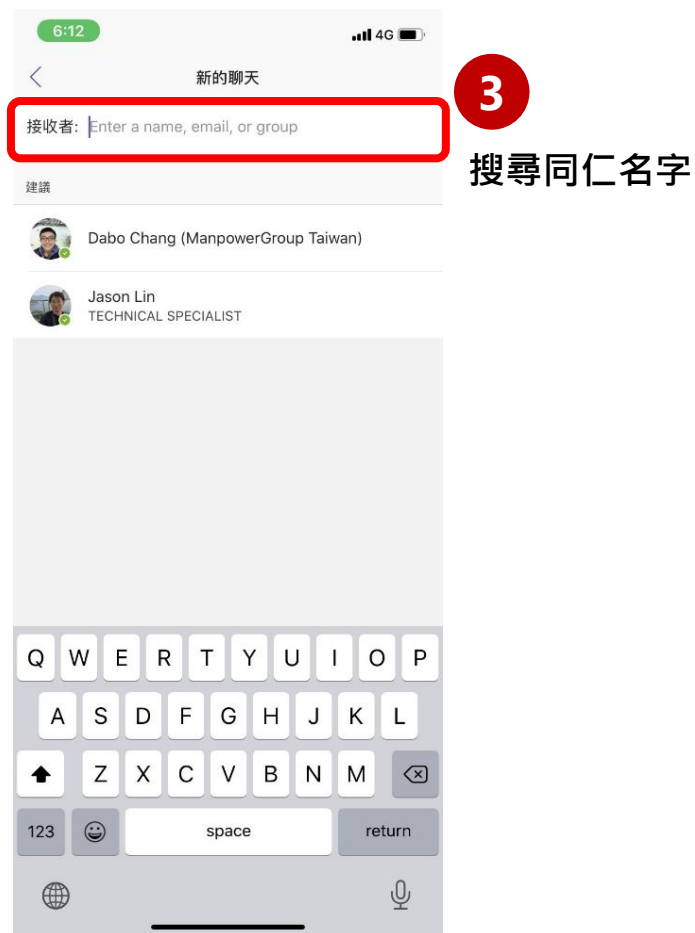 6:12
4G
新的聊天
3
接收者: Enter a name, email, or group
搜尋同仁名字
建議
Dabo Chang (ManpowerGroup Taiwan)
Jason Lin
TECHNICAL SPECIALIST
Q W E R T Y U I O P
A S D F G H J K L
Z X C V B N M
123 space return